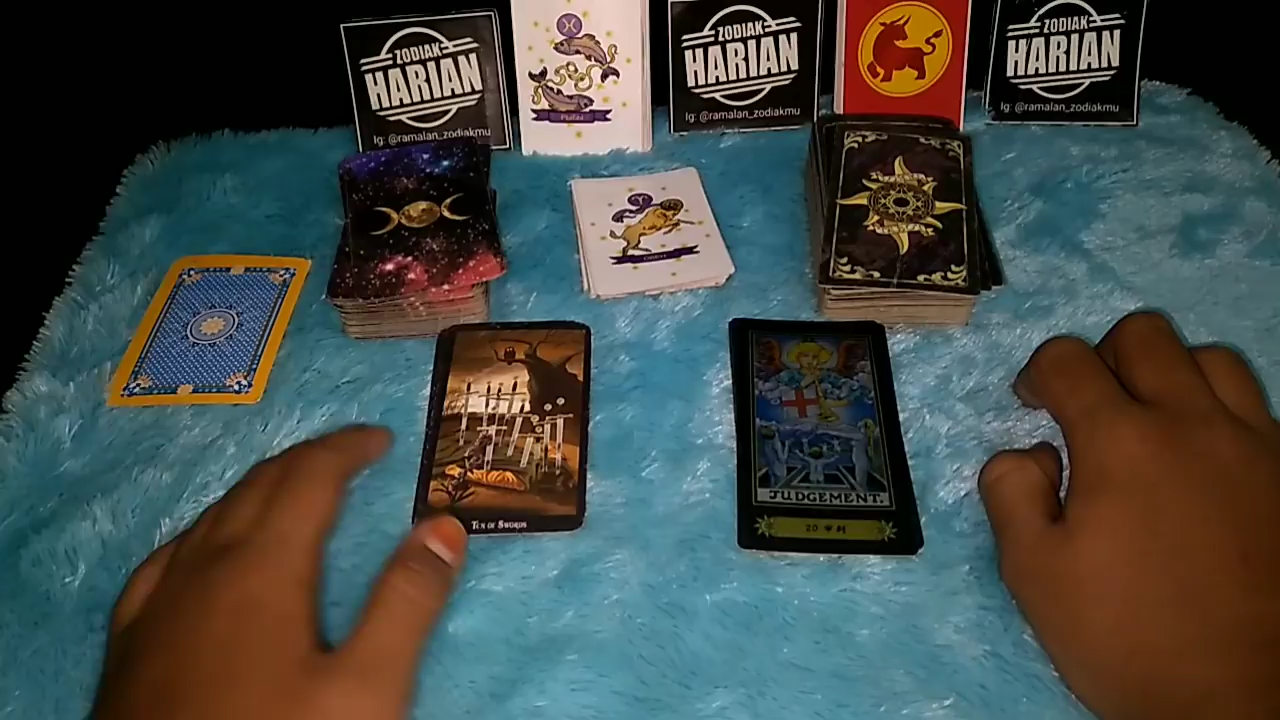 ZODIAK
HARIAN
Ig: @ramalan_zodiakmu
ZODIAK
HARIAN
Ig: @ramalan_zodiakmu
ZODIAK
HARIAN
Ig: @ramalan_zodiakmu
TEN OF SWORDS
JUDGEMENT.
20